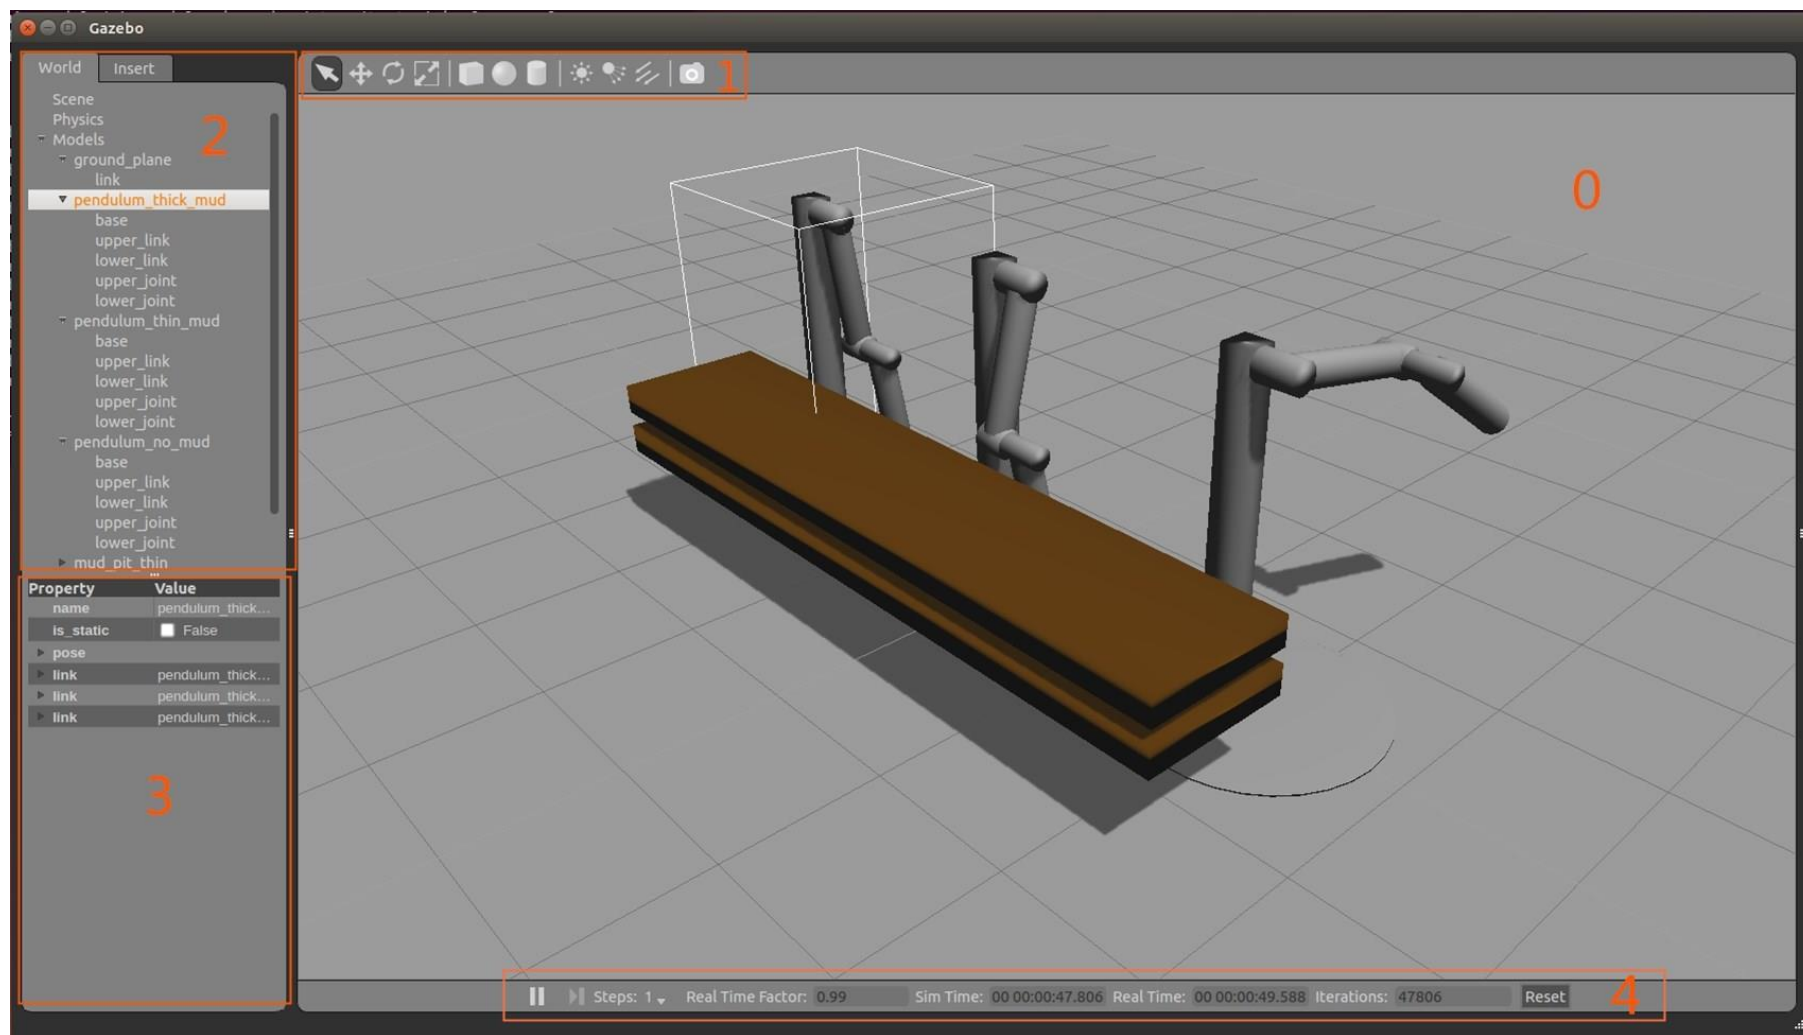 Gazebo
World Insert
1
Scene
Physics
Models
2
ground_plane
link
pendulum_thick_mud
0
base
upper_link
lower_link
upper_joint
lower_joint
pendulum_thin_mud
base
upper_link
lower_link
upper_joint
lower_joint
pendulum_no_mud
base
upper_link
lower_link
upper_joint
lower_joint
mud_pit_thin
Property Value
name pendulum_thick...
is_static False
pose
link pendulum_thick...
link pendulum_thick...
link pendulum_thick...
3
Steps: 1 Real Time Factor: 0.99 Sim Time: 00 00:00:47.806 Real Time: 00 00:00:49.588 Iterations: 47806 Reset 4